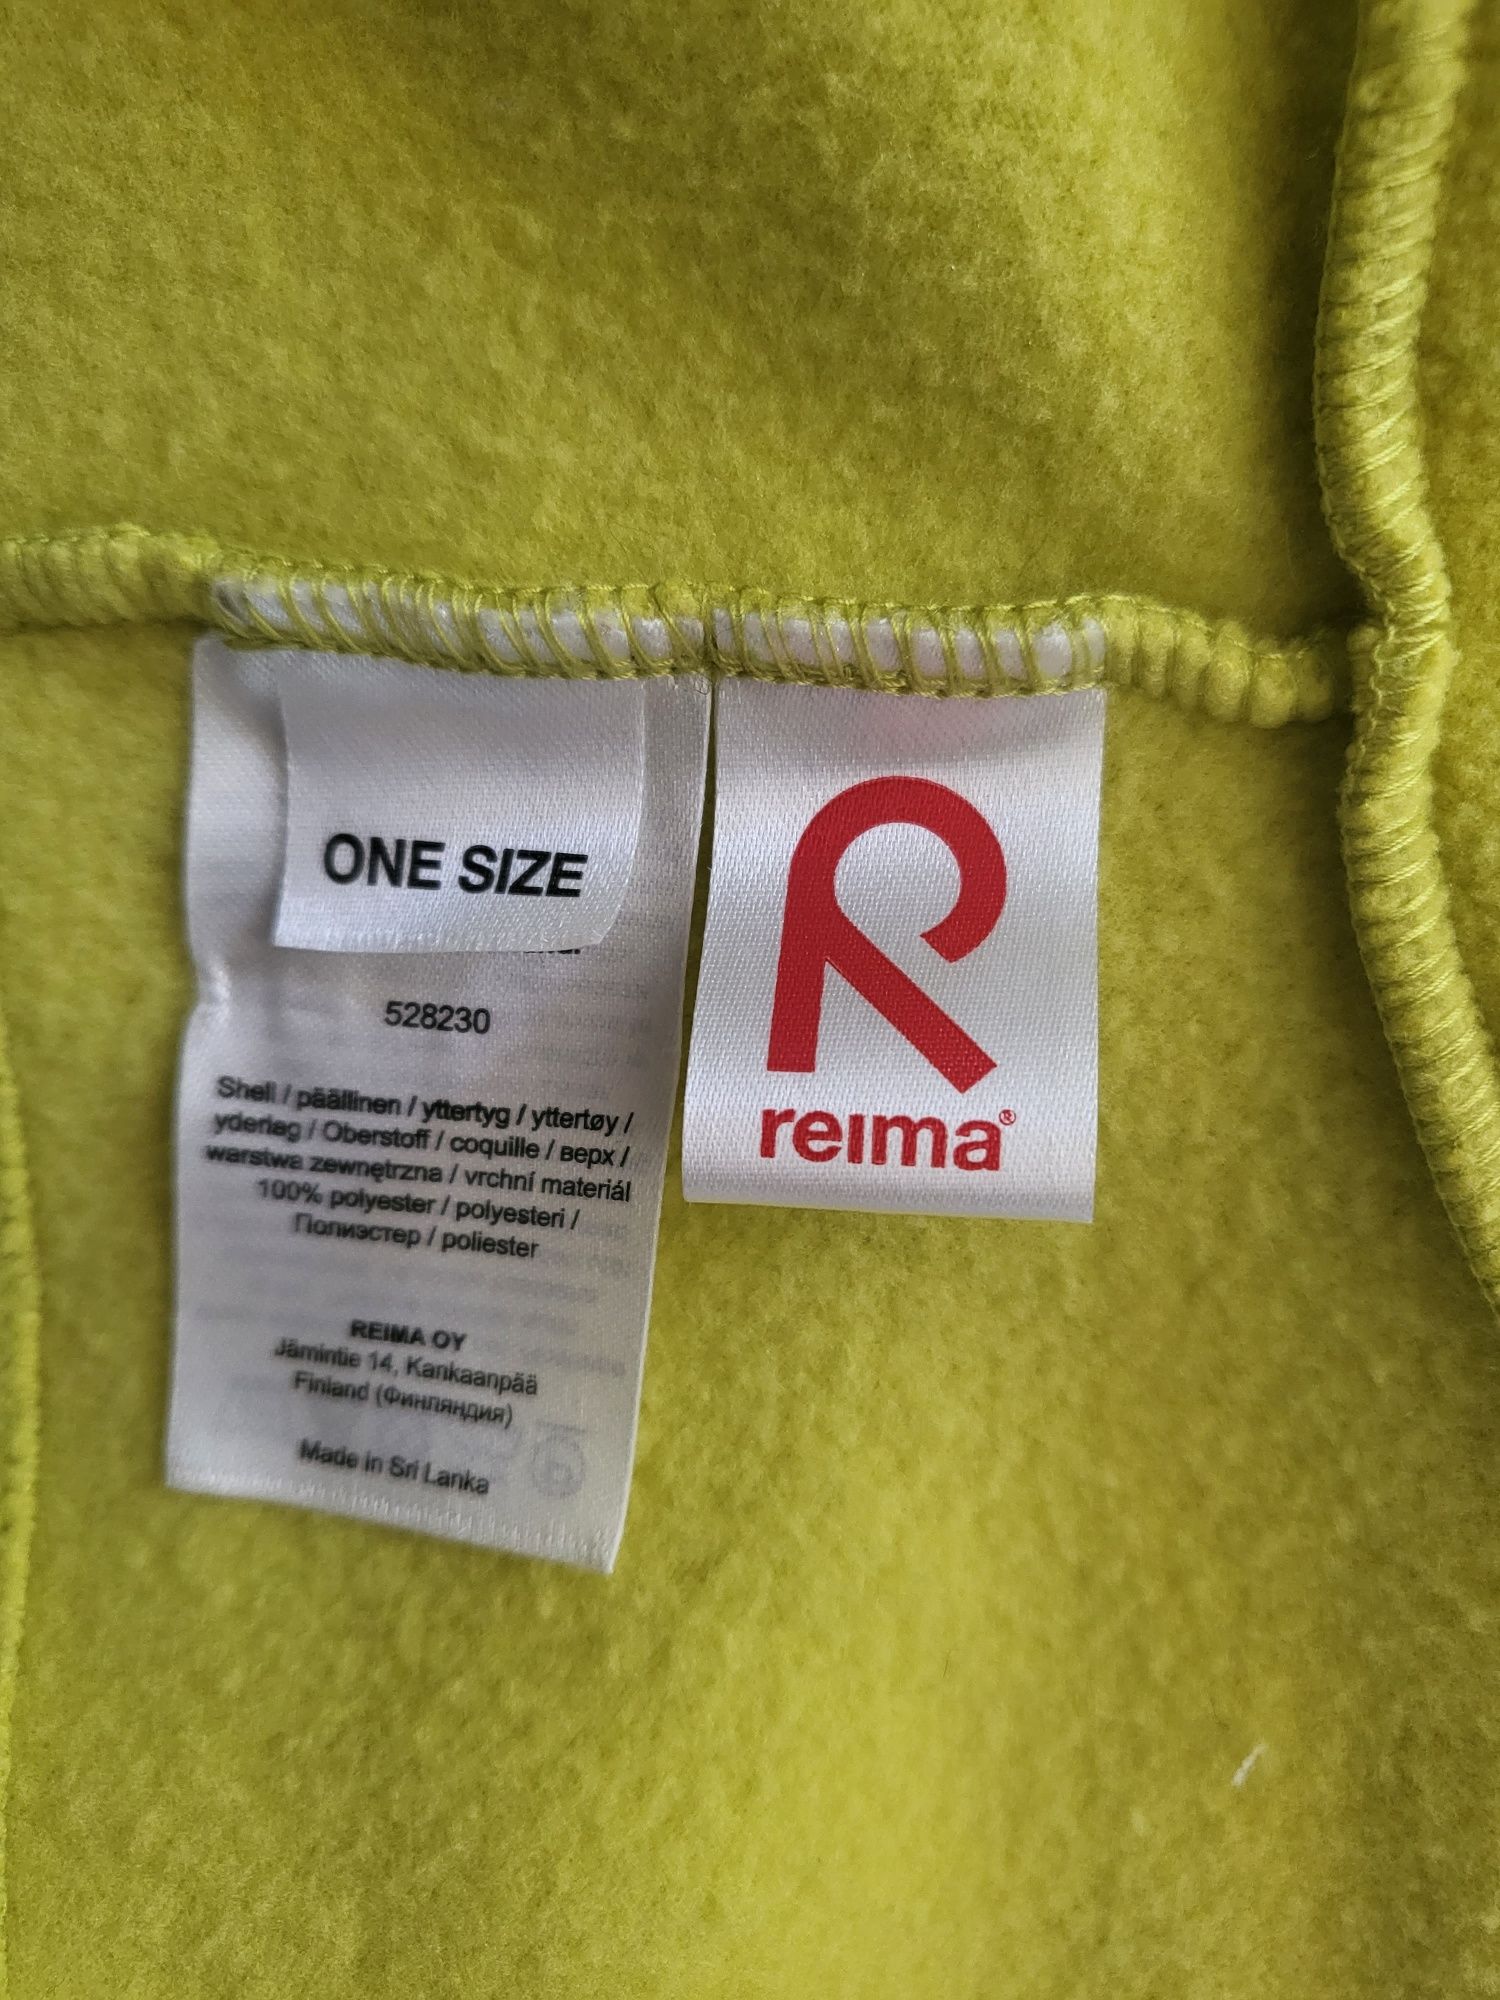 ONE SIZE
528230
Shell / päällinen / yttertyg / yttertøy /
yderlag / Oberstoff / coquille / верх /
warstwa zewnętrzna / vrchní materiál
100% polyester / polyesteri /
Полиэстер / poliester
REIMA OY
Jämintie 14, Kankaanpää
Finland (Финляндия)
Made in Sri Lanka
R
reima®